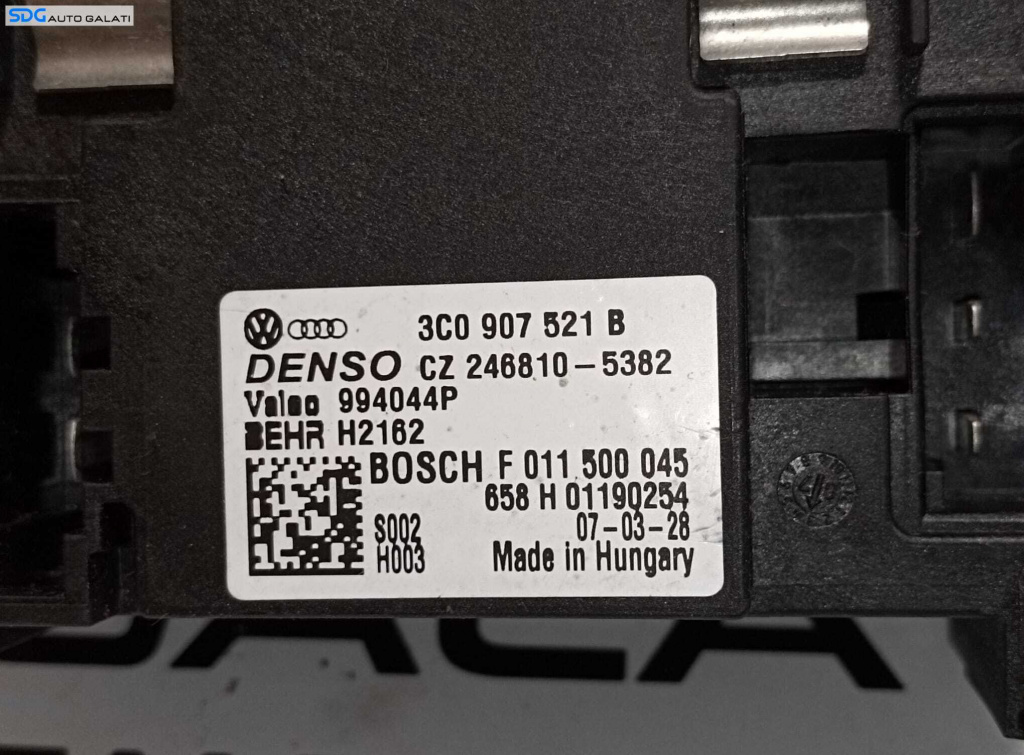 SDG AUTO GALATI
3C0 907 521 B
DENSO CZ 246810-5382
Valeo 994044P
BEHR H2162
BOSCH F 011 500 045
658 H 01190254
S002 07-03-28
H003 Made in Hungary